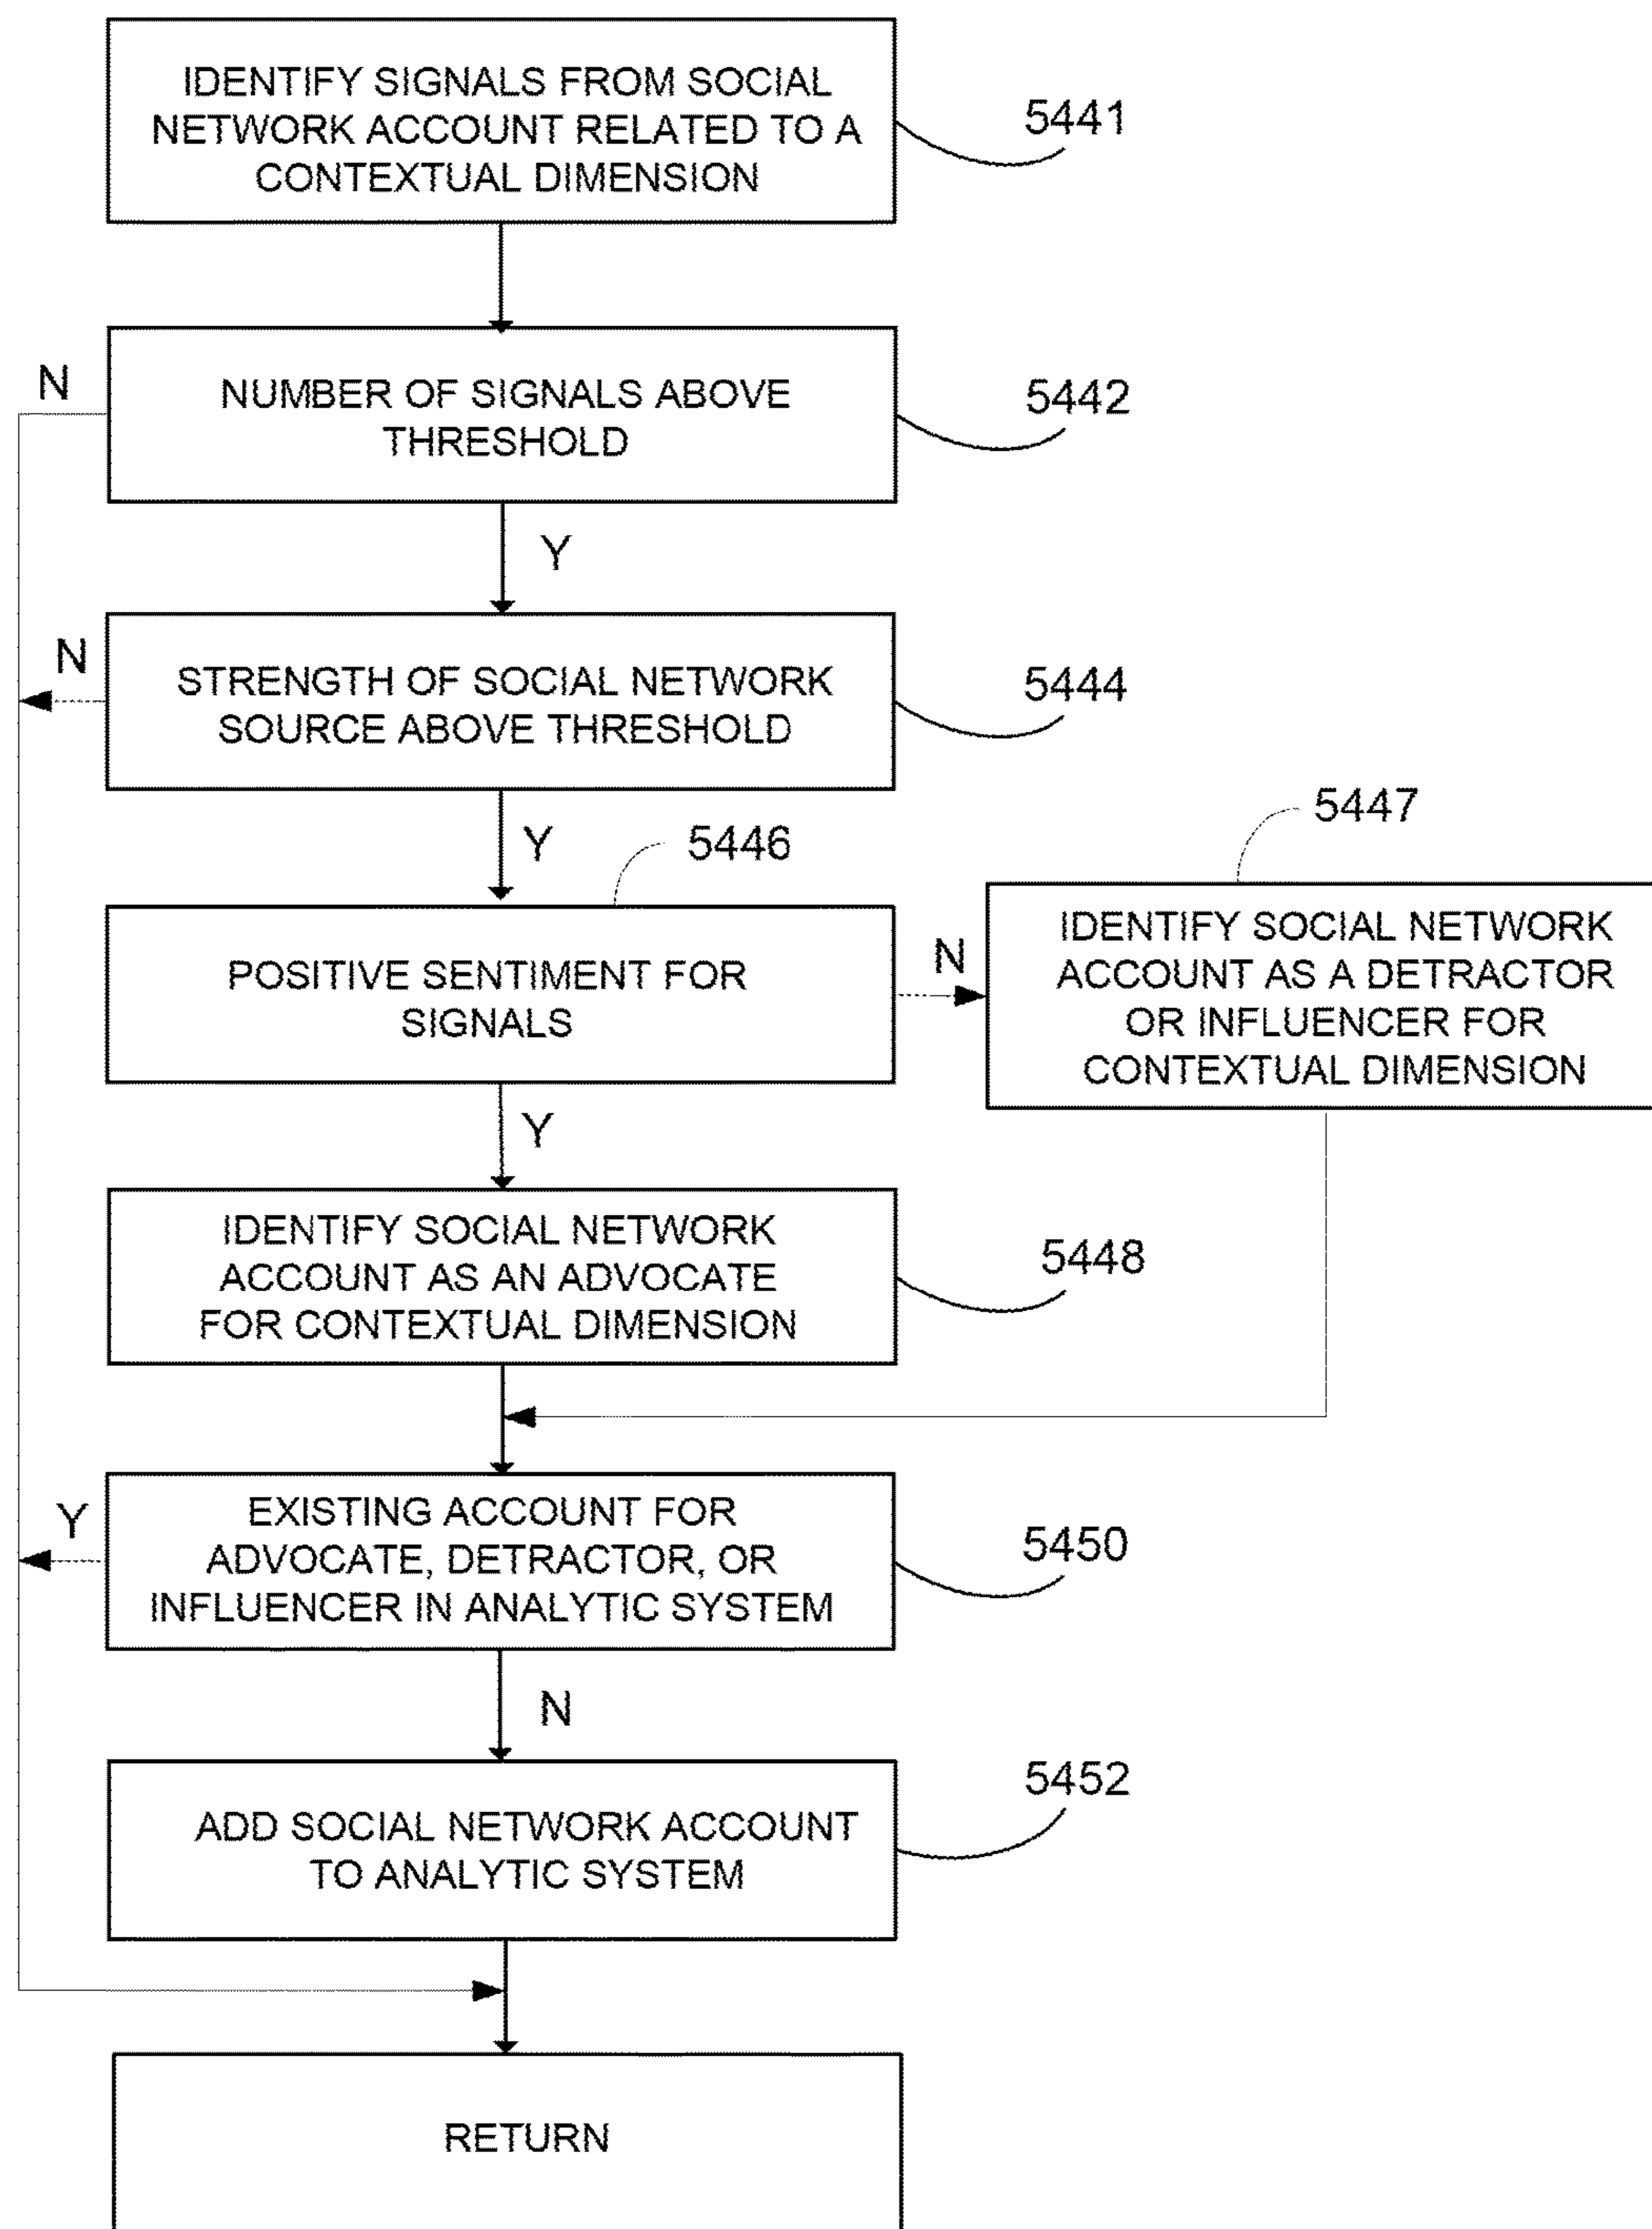 IDENTIFY SIGNALS FROM SOCIAL
NETWORK ACCOUNT RELATED TO A
CONTEXTUAL DIMENSION
5441
N
NUMBER OF SIGNALS ABOVE
THRESHOLD
5442
Y
N
STRENGTH OF SOCIAL NETWORK
SOURCE ABOVE THRESHOLD
5444
Y
5446
5447
POSITIVE SENTIMENT FOR
SIGNALS
N
IDENTIFY SOCIAL NETWORK
ACCOUNT AS A DETRACTOR
OR INFLUENCER FOR
CONTEXTUAL DIMENSION
Y
IDENTIFY SOCIAL NETWORK
ACCOUNT AS AN ADVOCATE
FOR CONTEXTUAL DIMENSION
5448
Y
EXISTING ACCOUNT FOR
ADVOCATE, DETRACTOR, OR
INFLUENCER IN ANALYTIC SYSTEM
5450
N
ADD SOCIAL NETWORK ACCOUNT
TO ANALYTIC SYSTEM
5452
RETURN